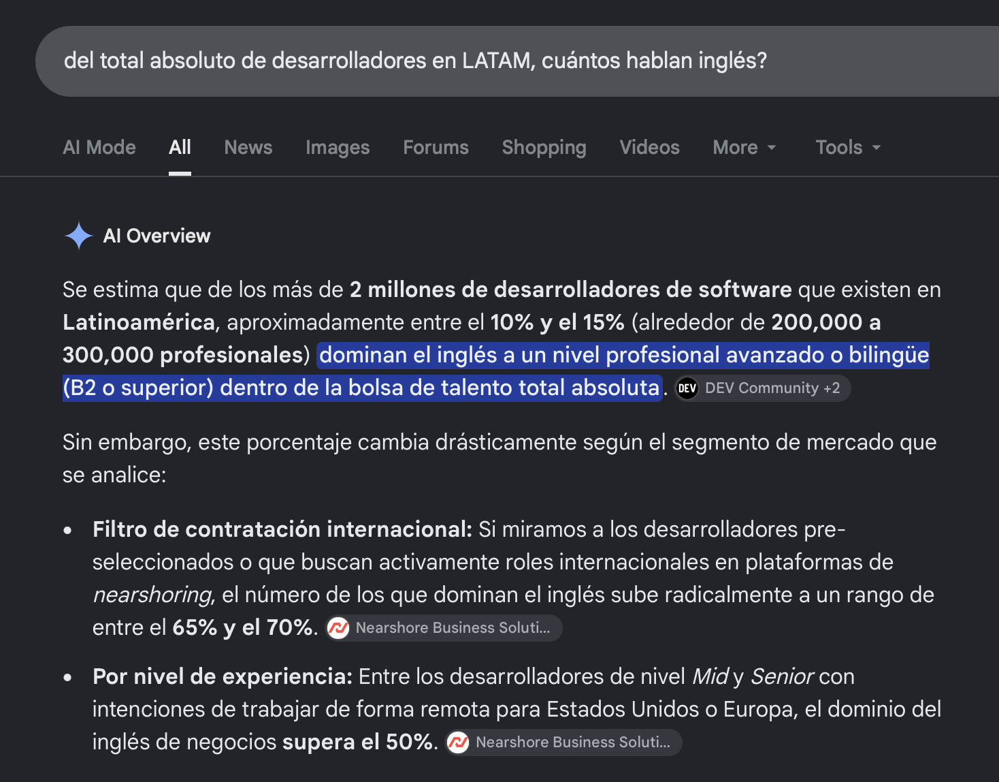 del total absoluto de desarrolladores en LATAM, cuántos hablan inglés?
AI Mode All News Images Forums Shopping Videos More Tools
AI Overview
Se estima que de los más de 2 millones de desarrolladores de software que existen en
Latinoamérica, aproximadamente entre el 10% y el 15% (alrededor de 200,000 a
300,000 profesionales) dominan el inglés a un nivel profesional avanzado o bilingüe
(B2 o superior) dentro de la bolsa de talento total absoluta. DEV DEV Community +2
Sin embargo, este porcentaje cambia drásticamente según el segmento de mercado que
se analice:
• Filtro de contratación internacional: Si miramos a los desarrolladores pre-
seleccionados o que buscan activamente roles internacionales en plataformas de
nearshoring, el número de los que dominan el inglés sube radicalmente a un rango de
entre el 65% y el 70%. Nearshore Business Soluti...
• Por nivel de experiencia: Entre los desarrolladores de nivel Mid y Senior con
intenciones de trabajar de forma remota para Estados Unidos o Europa, el dominio del
inglés de negocios supera el 50%. Nearshore Business Soluti...